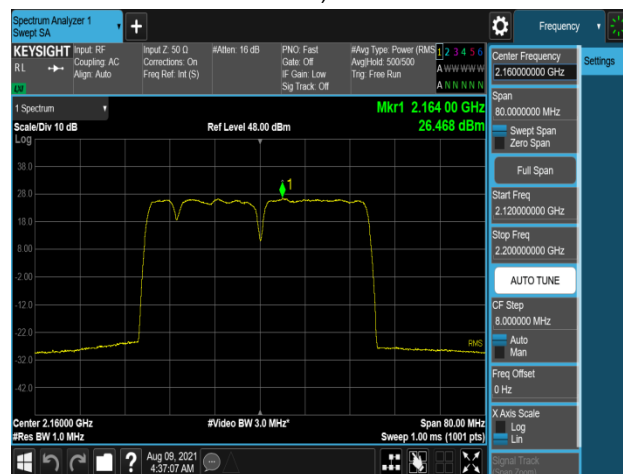 Spectrum Analyzer 1
Swept SA
Frequency
KEYSIGHT
RL
LXI
Input: RF
Coupling: AC
Align: Auto
Input Z: 50 Ω
Corrections: On
Freq Ref: Int (S)
#Atten: 16 dB
PNO: Fast
Gate: Off
IF Gain: Low
Sig Track: Off
#Avg Type: Power (RMS
Avg|Hold: 500/500
Trig: Free Run
1 2 3 4 5 6
A W W W W W
A N N N N N
1 Spectrum
Scale/Div 10 dB
Log
Ref Level 48.00 dBm
Mkr1 2.164 00 GHz
26.468 dBm
38.0
28.0
18.0
8.00
-2.00
-12.0
-22.0
-32.0
-42.0
1
RMS
Center 2.16000 GHz
#Res BW 1.0 MHz
#Video BW 3.0 MHz*
Span 80.00 MHz
Sweep 1.00 ms (1001 pts)
?
Aug 09, 2021
4:37:07 AM
Center Frequency
2.160000000 GHz
Settings
Span
80.0000000 MHz
Swept Span
Zero Span
Full Span
Start Freq
2.120000000 GHz
Stop Freq
2.200000000 GHz
AUTO TUNE
CF Step
8.000000 MHz
Auto
Man
Freq Offset
0 Hz
X Axis Scale
Log
Lin
Signal Track
(Span Zoom)